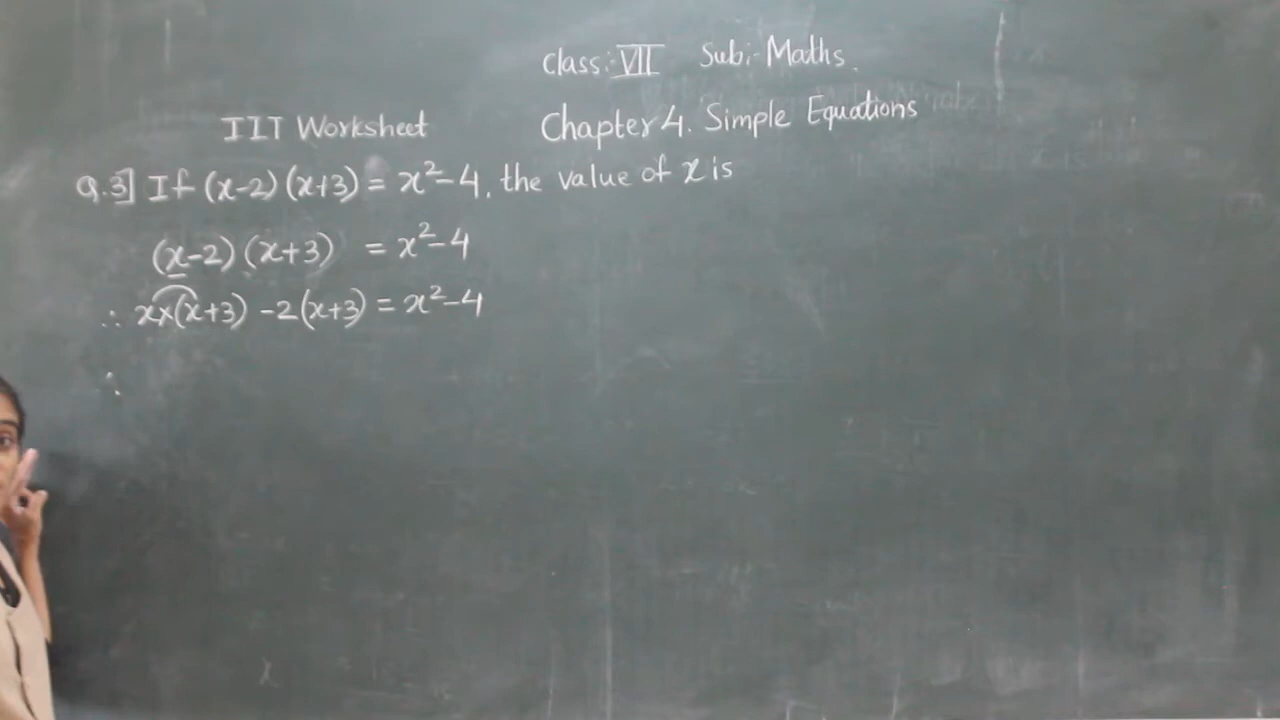 Class:- VII Sub:- Maths.
IIT Worksheet Chapter 4. Simple Equations
Q.3] If (x-2)(x+3) = x²-4, the value of x is
(x-2)(x+3) = x²-4
∴ x×(x+3) -2(x+3) = x²-4
∴